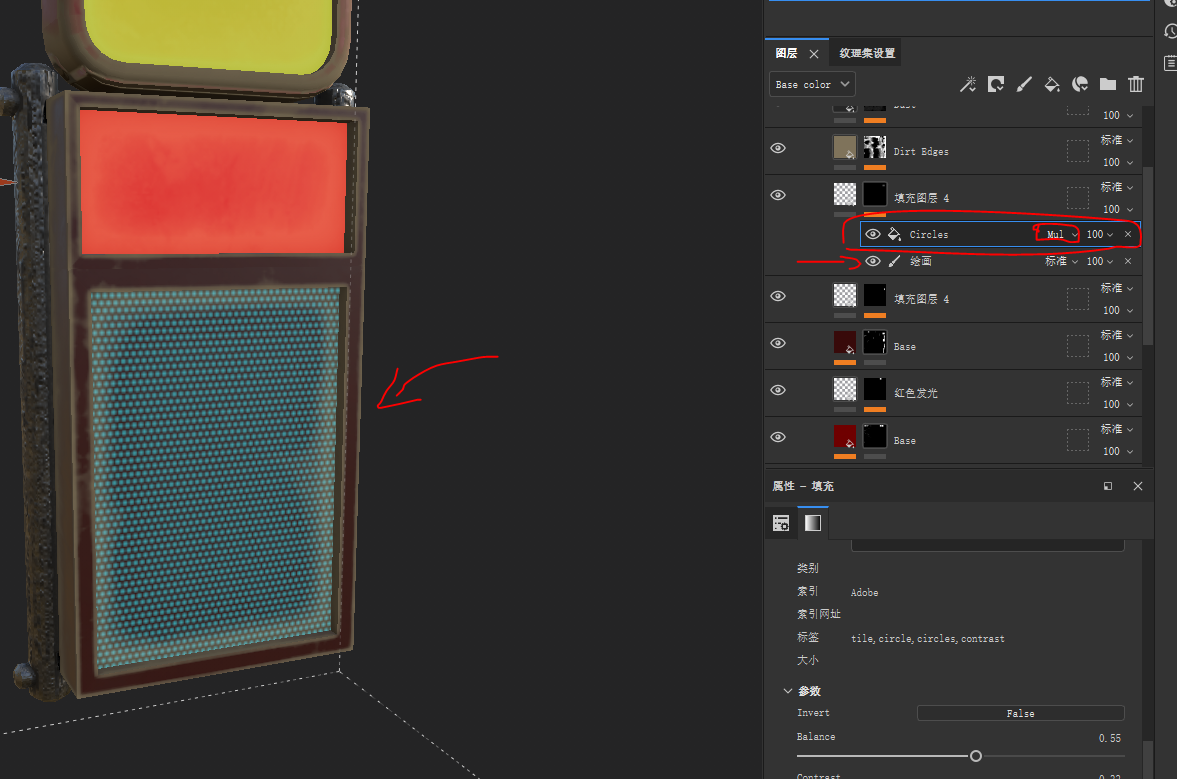 图层
纹理集设置
Base color
100
标准
Dirt Edges
100
标准
填充图层 4
100
Circles Mul 100
绘画 标准 100
标准
填充图层 4
100
标准
Base
100
标准
红色发光
100
标准
Base
100
属性 - 填充
类别
索引 Adobe
索引网址
标签 tile,circle,circles,contrast
大小
参数
Invert False
Balance 0.55